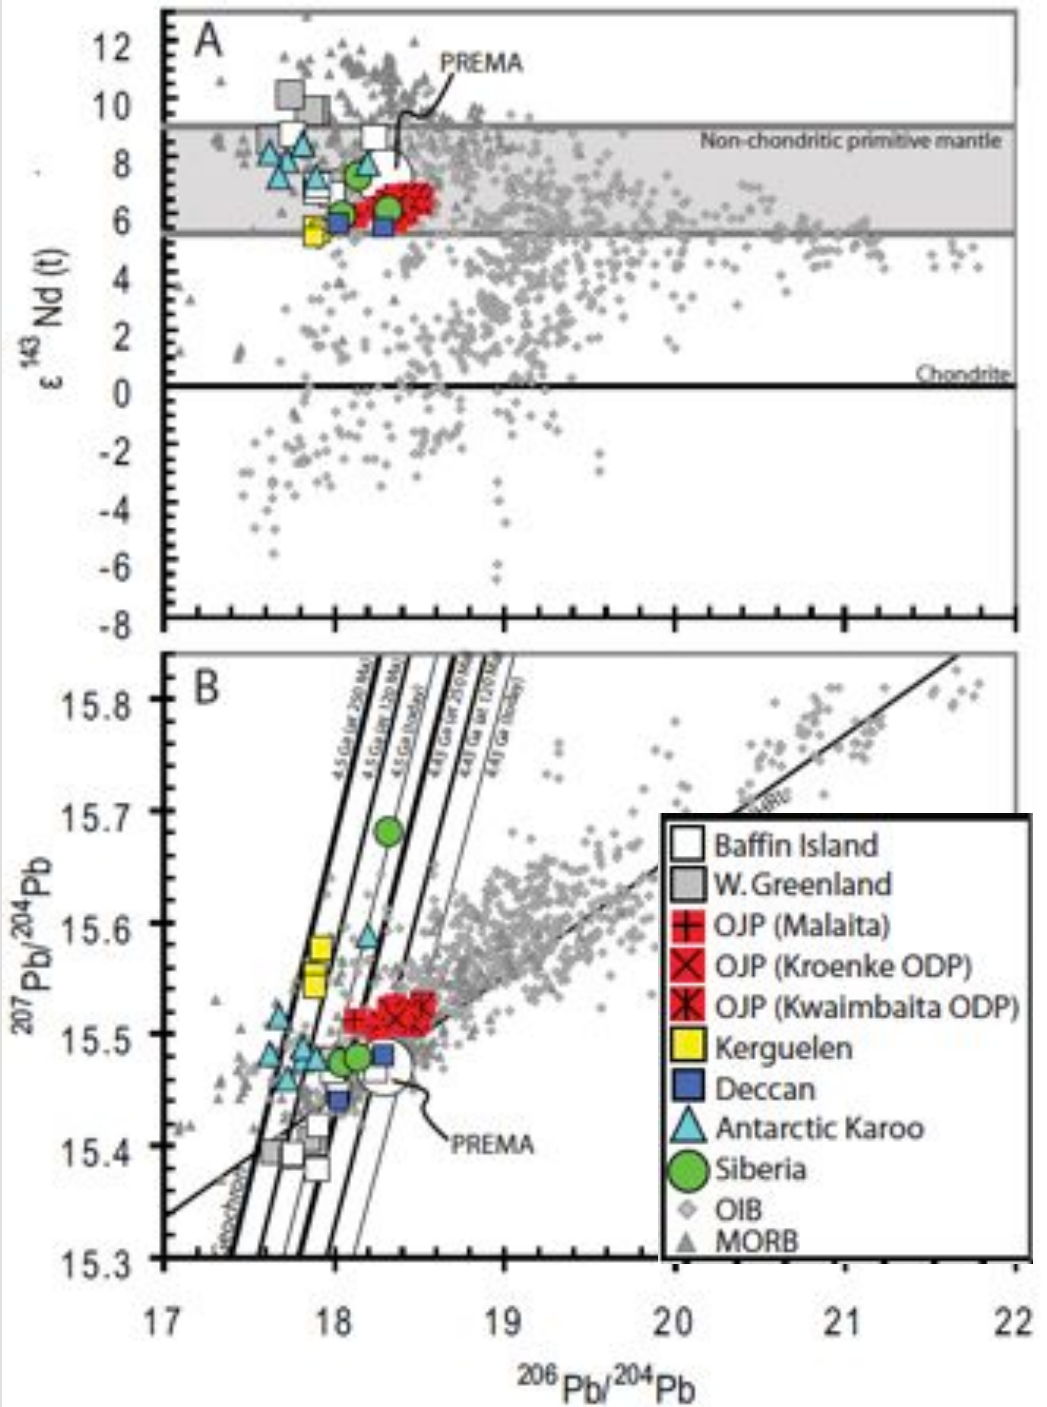 A
PREMA
Non-chondritic primitive mantle
Chondrite
12
10
8
6
4
2
0
-2
-4
-6
-8
ε ¹⁴³ Nd (t)
B
4.5 Ga (at 250 Ma)
4.5 Ga (at 120 Ma)
4.5 Ga (today)
4.43 Ga (at 250 Ma
4.43 Ga (at 120 Ma
4.43 Ga (today)
15.8
15.7
15.6
15.5
15.4
15.3
²⁰⁷Pb/²⁰⁴Pb
PREMA
Baffin Island
W. Greenland
OJP (Malaita)
OJP (Kroenke ODP)
OJP (Kwaimbaita ODP)
Kerguelen
Deccan
Antarctic Karoo
Siberia
OIB
MORB
17
18
19
20
21
22
²⁰⁶Pb/²⁰⁴Pb